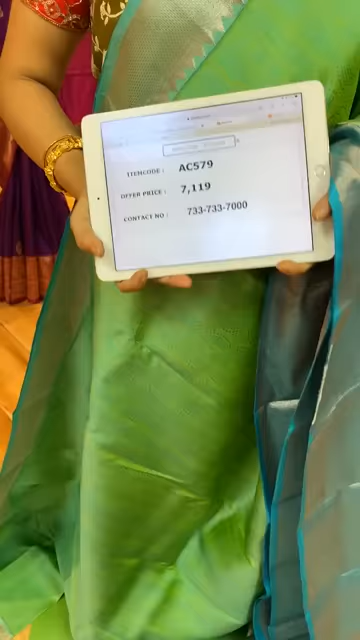 ITEMCODE : AC579
OFFER PRICE : 7,119
CONTACT NO : 733-733-7000